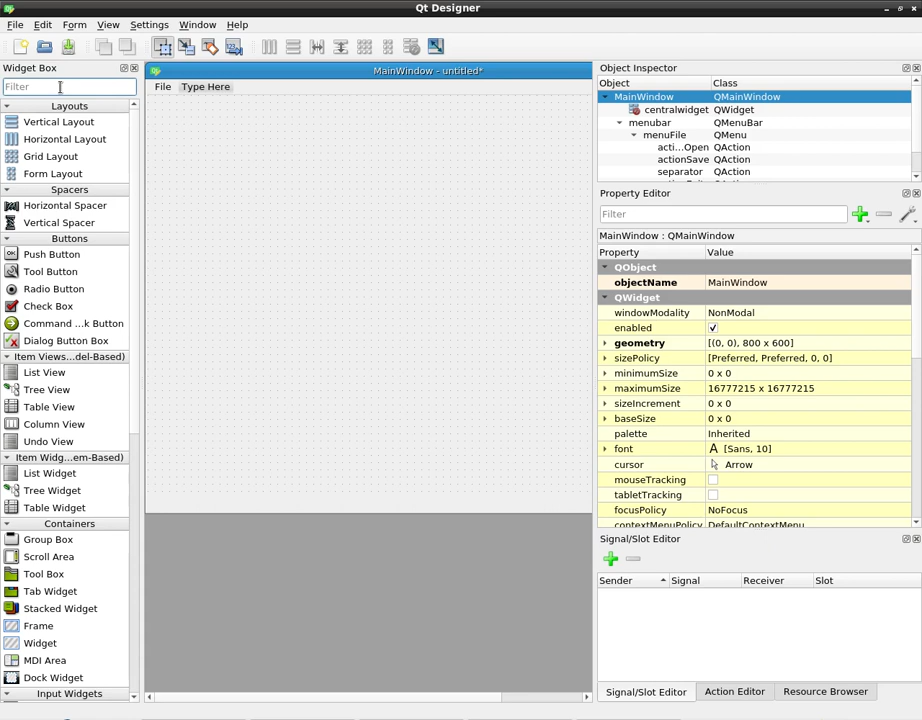 Qt Designer
File Edit Form View Settings Window Help
Widget Box
Filter
Layouts
Vertical Layout
Horizontal Layout
Grid Layout
Form Layout
Spacers
Horizontal Spacer
Vertical Spacer
Buttons
Push Button
Tool Button
Radio Button
Check Box
Command ...k Button
Dialog Button Box
Item Views...del-Based)
List View
Tree View
Table View
Column View
Undo View
Item Widg...em-Based)
List Widget
Tree Widget
Table Widget
Containers
Group Box
Scroll Area
Tool Box
Tab Widget
Stacked Widget
Frame
Widget
MDI Area
Dock Widget
Input Widgets
MainWindow - untitled*
File Type Here
Object Inspector
Object Class
MainWindow QMainWindow
centralwidget QWidget
menubar QMenuBar
menuFile QMenu
acti...Open QAction
actionSave QAction
separator QAction
Property Editor
Filter
MainWindow : QMainWindow
Property Value
QObject
objectName MainWindow
QWidget
windowModality NonModal
enabled
geometry [(0, 0), 800 x 600]
sizePolicy [Preferred, Preferred, 0, 0]
minimumSize 0 x 0
maximumSize 16777215 x 16777215
sizeIncrement 0 x 0
baseSize 0 x 0
palette Inherited
font A [Sans, 10]
cursor Arrow
mouseTracking
tabletTracking
focusPolicy NoFocus
contextMenuPolicy DefaultContextMenu
Signal/Slot Editor
Sender Signal Receiver Slot
Signal/Slot Editor Action Editor Resource Browser